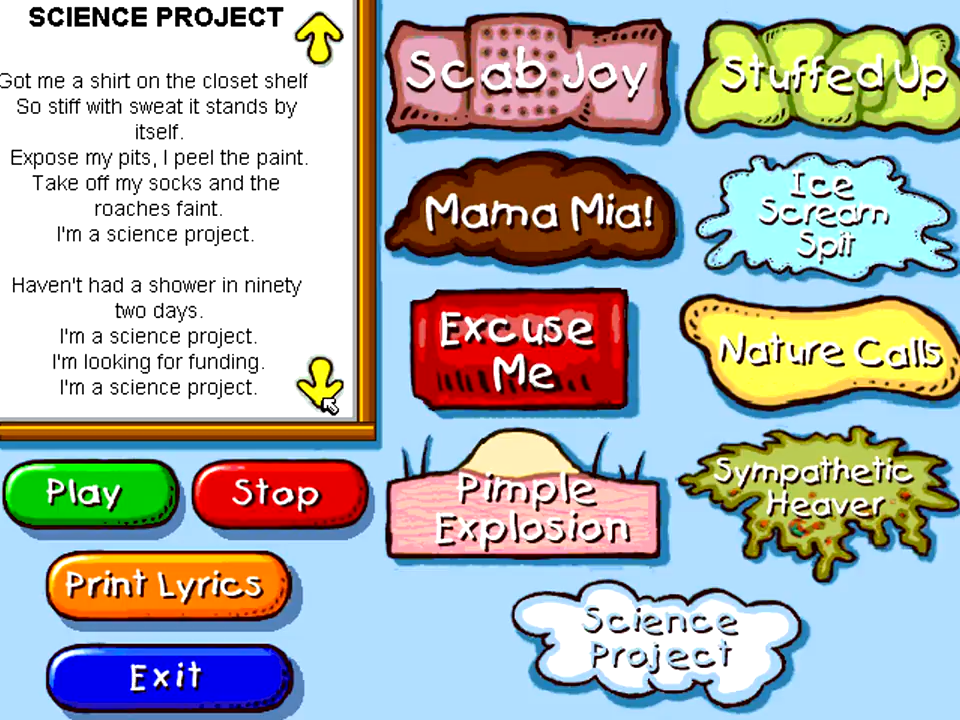 SCIENCE PROJECT
Got me a shirt on the closet shelf
So stiff with sweat it stands by
itself.
Expose my pits, I peel the paint.
Take off my socks and the
roaches faint.
I'm a science project.
Haven't had a shower in ninety
two days.
I'm a science project.
I'm looking for funding.
I'm a science project.
Play
Stop
Print Lyrics
Exit
Scab Joy
Stuffed Up
Mama Mia!
Ice
Scream
Spit
Excuse
Me
Nature Calls
Pimple
Explosion
Sympathetic
Heaver
Science
Project